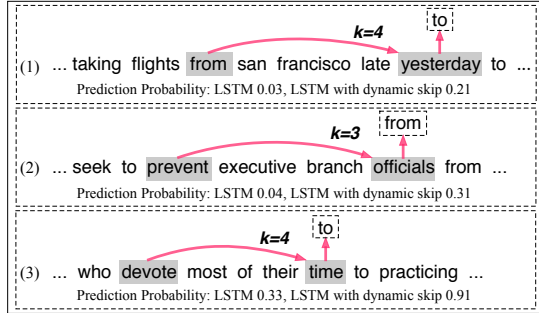 to
k=4
(1) ... taking flights from san francisco late yesterday to ...
Prediction Probability: LSTM 0.03, LSTM with dynamic skip 0.21
from
k=3
(2) ... seek to prevent executive branch officials from ...
Prediction Probability: LSTM 0.04, LSTM with dynamic skip 0.31
to
k=4
(3) ... who devote most of their time to practicing ...
Prediction Probability: LSTM 0.33, LSTM with dynamic skip 0.91